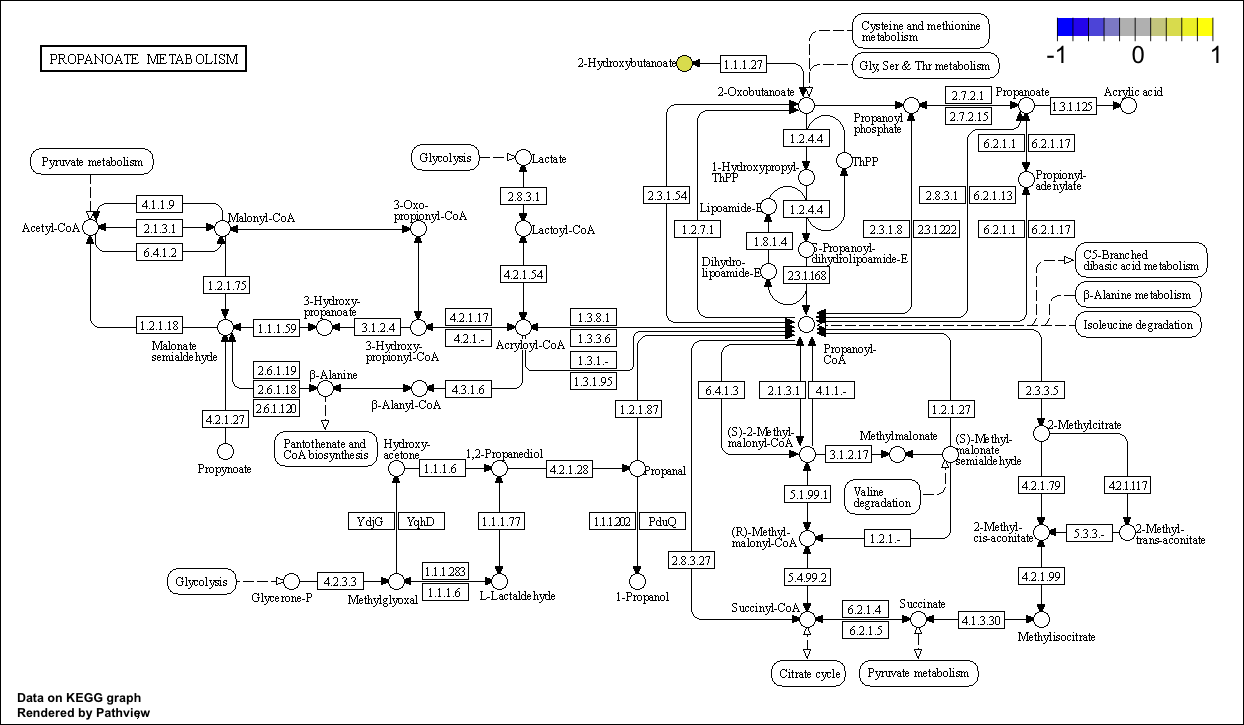 PROPANOATE METABOLISM
-1
0
1
Cysteine and methionine
metabolism
Gly, Ser & Thr metabolism
2-Hydroxybutanoate
1.1.1.27
2-Oxobutanoate
Propanoyl
phosphate
2.7.2.1
2.7.2.15
Propanoate
1.3.1.125
Acrylic acid
1.2.4.4
ThPP
1-Hydroxypropyl-
ThPP
6.2.1.1
6.2.1.17
Propionyl-
adenylate
2.3.1.54
1.2.7.1
Lipoamide-E
1.2.4.4
1.8.1.4
S-Propanoyl-
dihydrolipoamide-E
Dihydro-
lipoamide-E
2.3.1.168
2.8.3.1
6.2.1.13
2.3.1.8
2.3.1.222
6.2.1.1
6.2.1.17
C5-Branched
dibasic acid metabolism
β-Alanine metabolism
Isoleucine degradation
Pyruvate metabolism
Glycolysis
Lactate
2.8.3.1
Lactoyl-CoA
4.2.1.54
4.1.1.9
2.1.3.1
6.4.1.2
Acetyl-CoA
Malonyl-CoA
3-Oxo-
propionyl-CoA
1.2.1.75
3-Hydroxy-
propanoate
1.2.1.18
1.1.1.59
3.1.2.4
4.2.1.17
4.2.1.-
1.3.8.1
1.3.3.6
1.3.1.-
1.3.1.95
Malonate
semialdehyde
3-Hydroxy-
propionyl-CoA
Acryloyl-CoA
Propanoyl-
CoA
2.6.1.19
2.6.1.18
2.6.1.120
β-Alanine
β-Alanyl-CoA
4.3.1.6
4.2.1.27
Propynoate
Pantothenate and
CoA biosynthesis
1.2.1.87
6.4.1.3
2.1.3.1
4.1.1.-
1.2.1.27
2.3.3.5
(S)-2-Methyl-
malonyl-CoA
Methylmalonate
3.1.2.17
(S)-Methyl-
malonate
semialdehyde
2-Methylcitrate
Hydroxy-
acetone
1.1.1.6
1,2-Propanediol
4.2.1.28
Propanal
5.1.99.1
Valine
degradation
4.2.1.79
4.2.1.117
YdjG
YqhD
1.1.1.77
1.1.1.202
PduQ
(R)-Methyl-
malonyl-CoA
1.2.1.-
2-Methyl-
cis-aconitate
5.3.3.-
2-Methyl-
trans-aconitate
2.8.3.27
5.4.99.2
4.2.1.99
Glycolysis
Glycerone-P
4.2.3.3
Methylglyoxal
1.1.1.283
1.1.1.6
L-Lactaldehyde
1-Propanol
Succinyl-CoA
6.2.1.4
6.2.1.5
Succinate
4.1.3.30
Methylisocitrate
Citrate cycle
Pyruvate metabolism
Data on KEGG graph
Rendered by Pathview